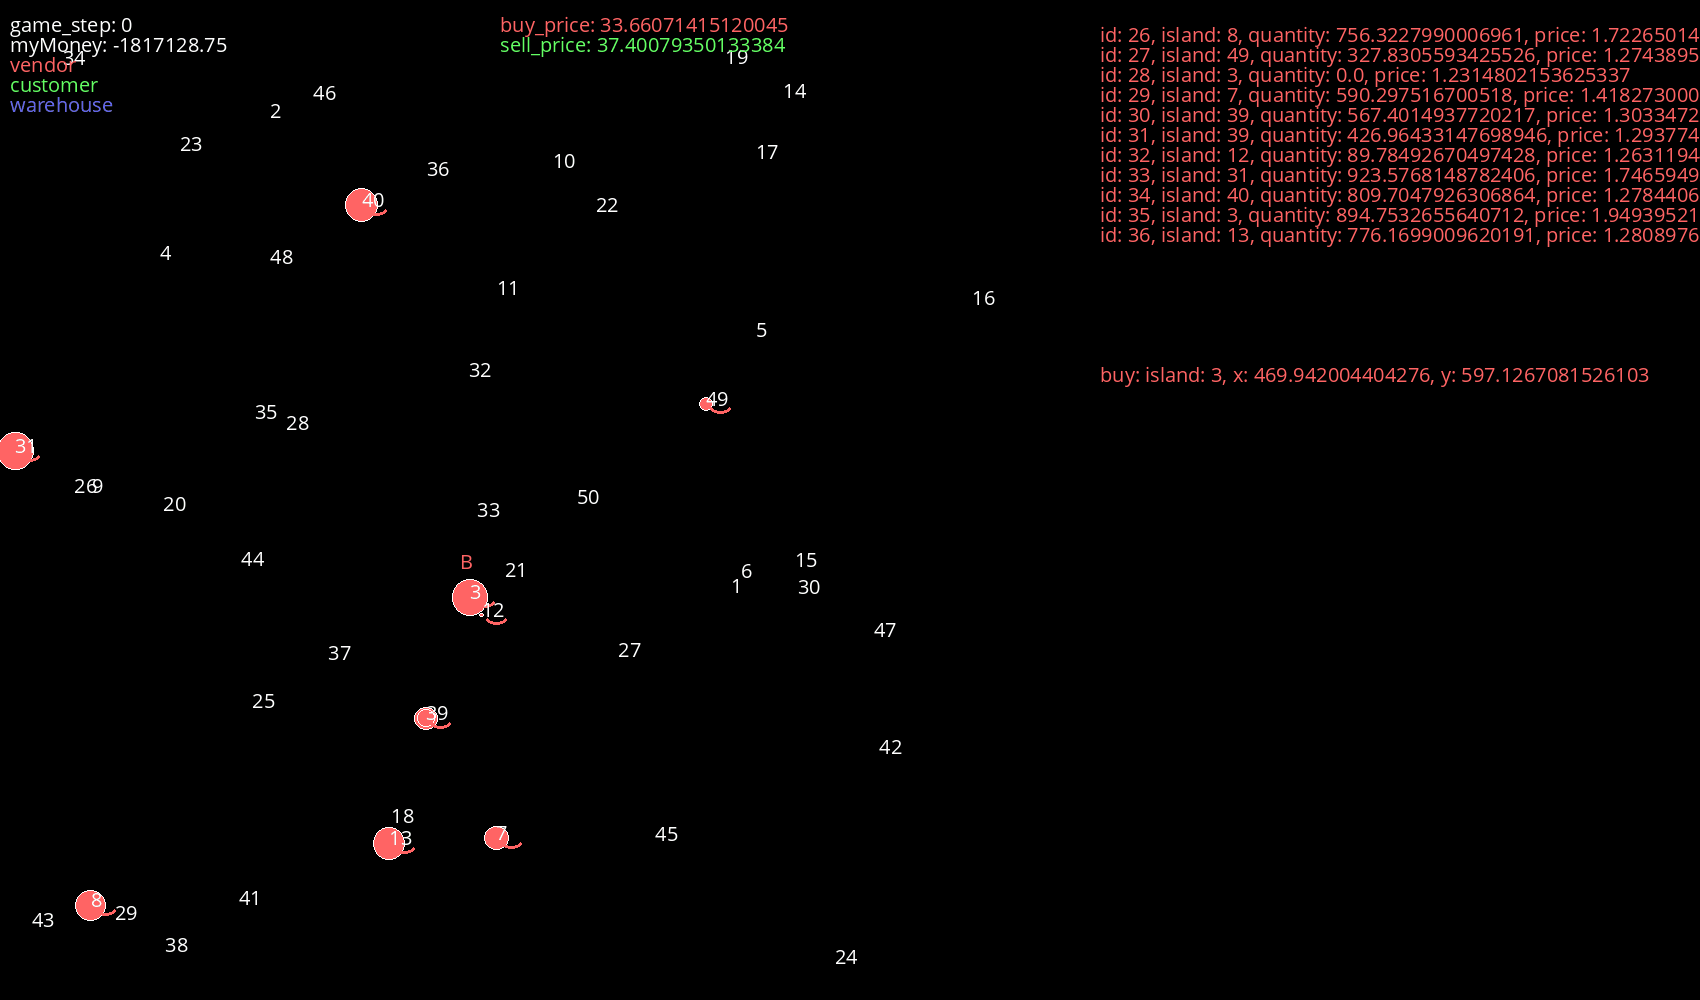 game_step: 0
myMoney: -1817128.75
vendor
customer
warehouse
buy_price: 33.66071415120045
sell_price: 37.40079350133384
id: 26, island: 8, quantity: 756.3227990006961, price: 1.72265014
id: 27, island: 49, quantity: 327.8305593425526, price: 1.2743895
id: 28, island: 3, quantity: 0.0, price: 1.2314802153625337
id: 29, island: 7, quantity: 590.297516700518, price: 1.418273000
id: 30, island: 39, quantity: 567.4014937720217, price: 1.3033472
id: 31, island: 39, quantity: 426.96433147698946, price: 1.293774
id: 32, island: 12, quantity: 89.78492670497428, price: 1.2631194
id: 33, island: 31, quantity: 923.5768148782406, price: 1.7465949
id: 34, island: 40, quantity: 809.7047926306864, price: 1.2784406
id: 35, island: 3, quantity: 894.7532655640712, price: 1.94939521
id: 36, island: 13, quantity: 776.1699009620191, price: 1.2808976
buy: island: 3, x: 469.942004404276, y: 597.1267081526103
34
19
46
14
2
23
17
10
36
40
22
4
48
11
16
5
32
49
35
28
31
26
9
50
20
33
44
B
21
15
6
1
30
3
12
47
37
27
25
39
42
18
13
7
45
8
41
29
43
38
24